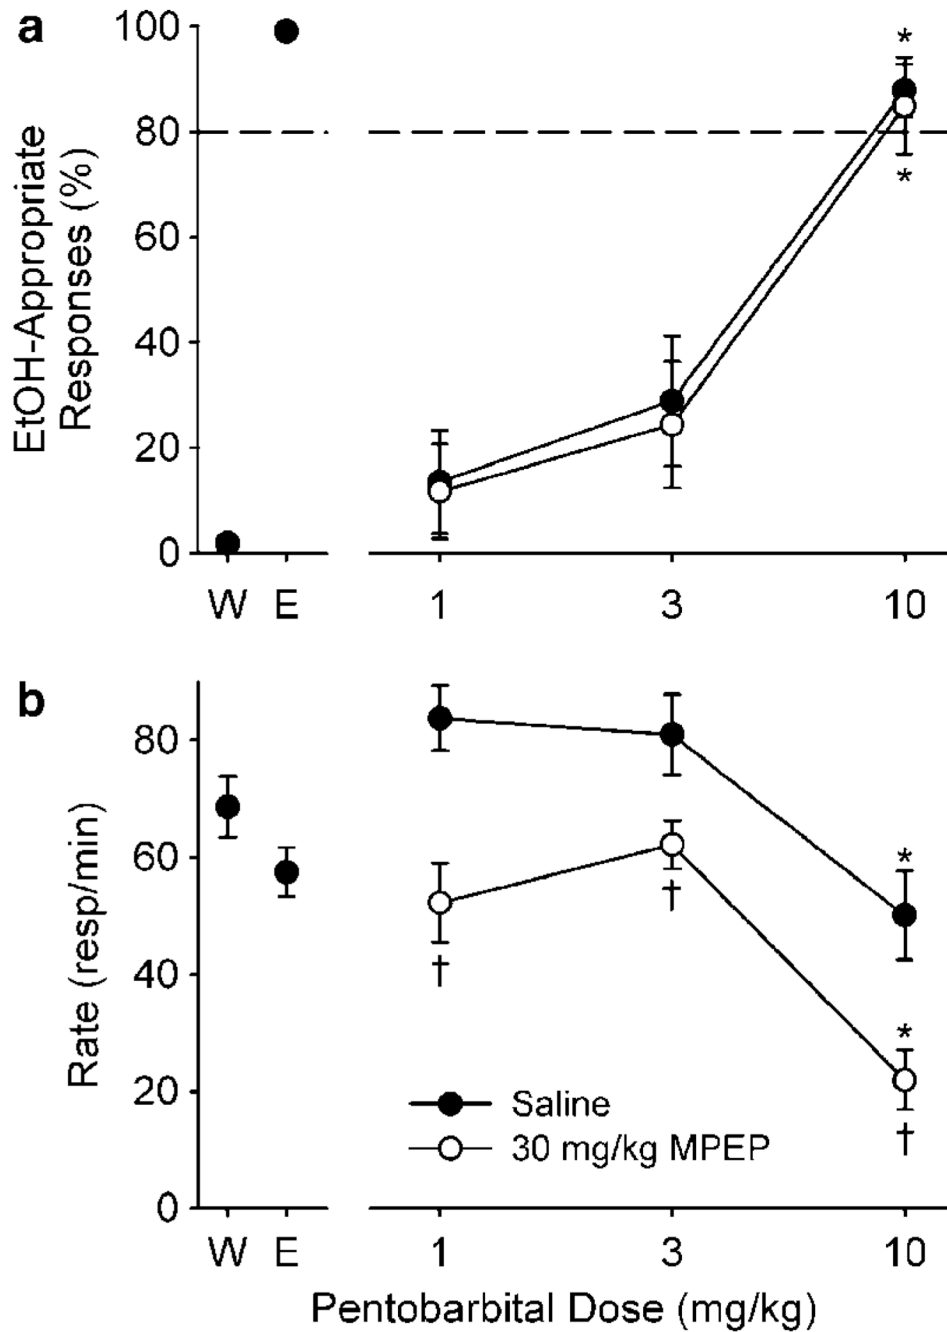 a
EtOH-Appropriate
Responses (%)
100
80
60
40
20
0
*
*
W E 1 3 10
b
Rate (resp/min)
80
60
40
20
0
*
†
†
*
†
Saline
30 mg/kg MPEP
W E 1 3 10
Pentobarbital Dose (mg/kg)